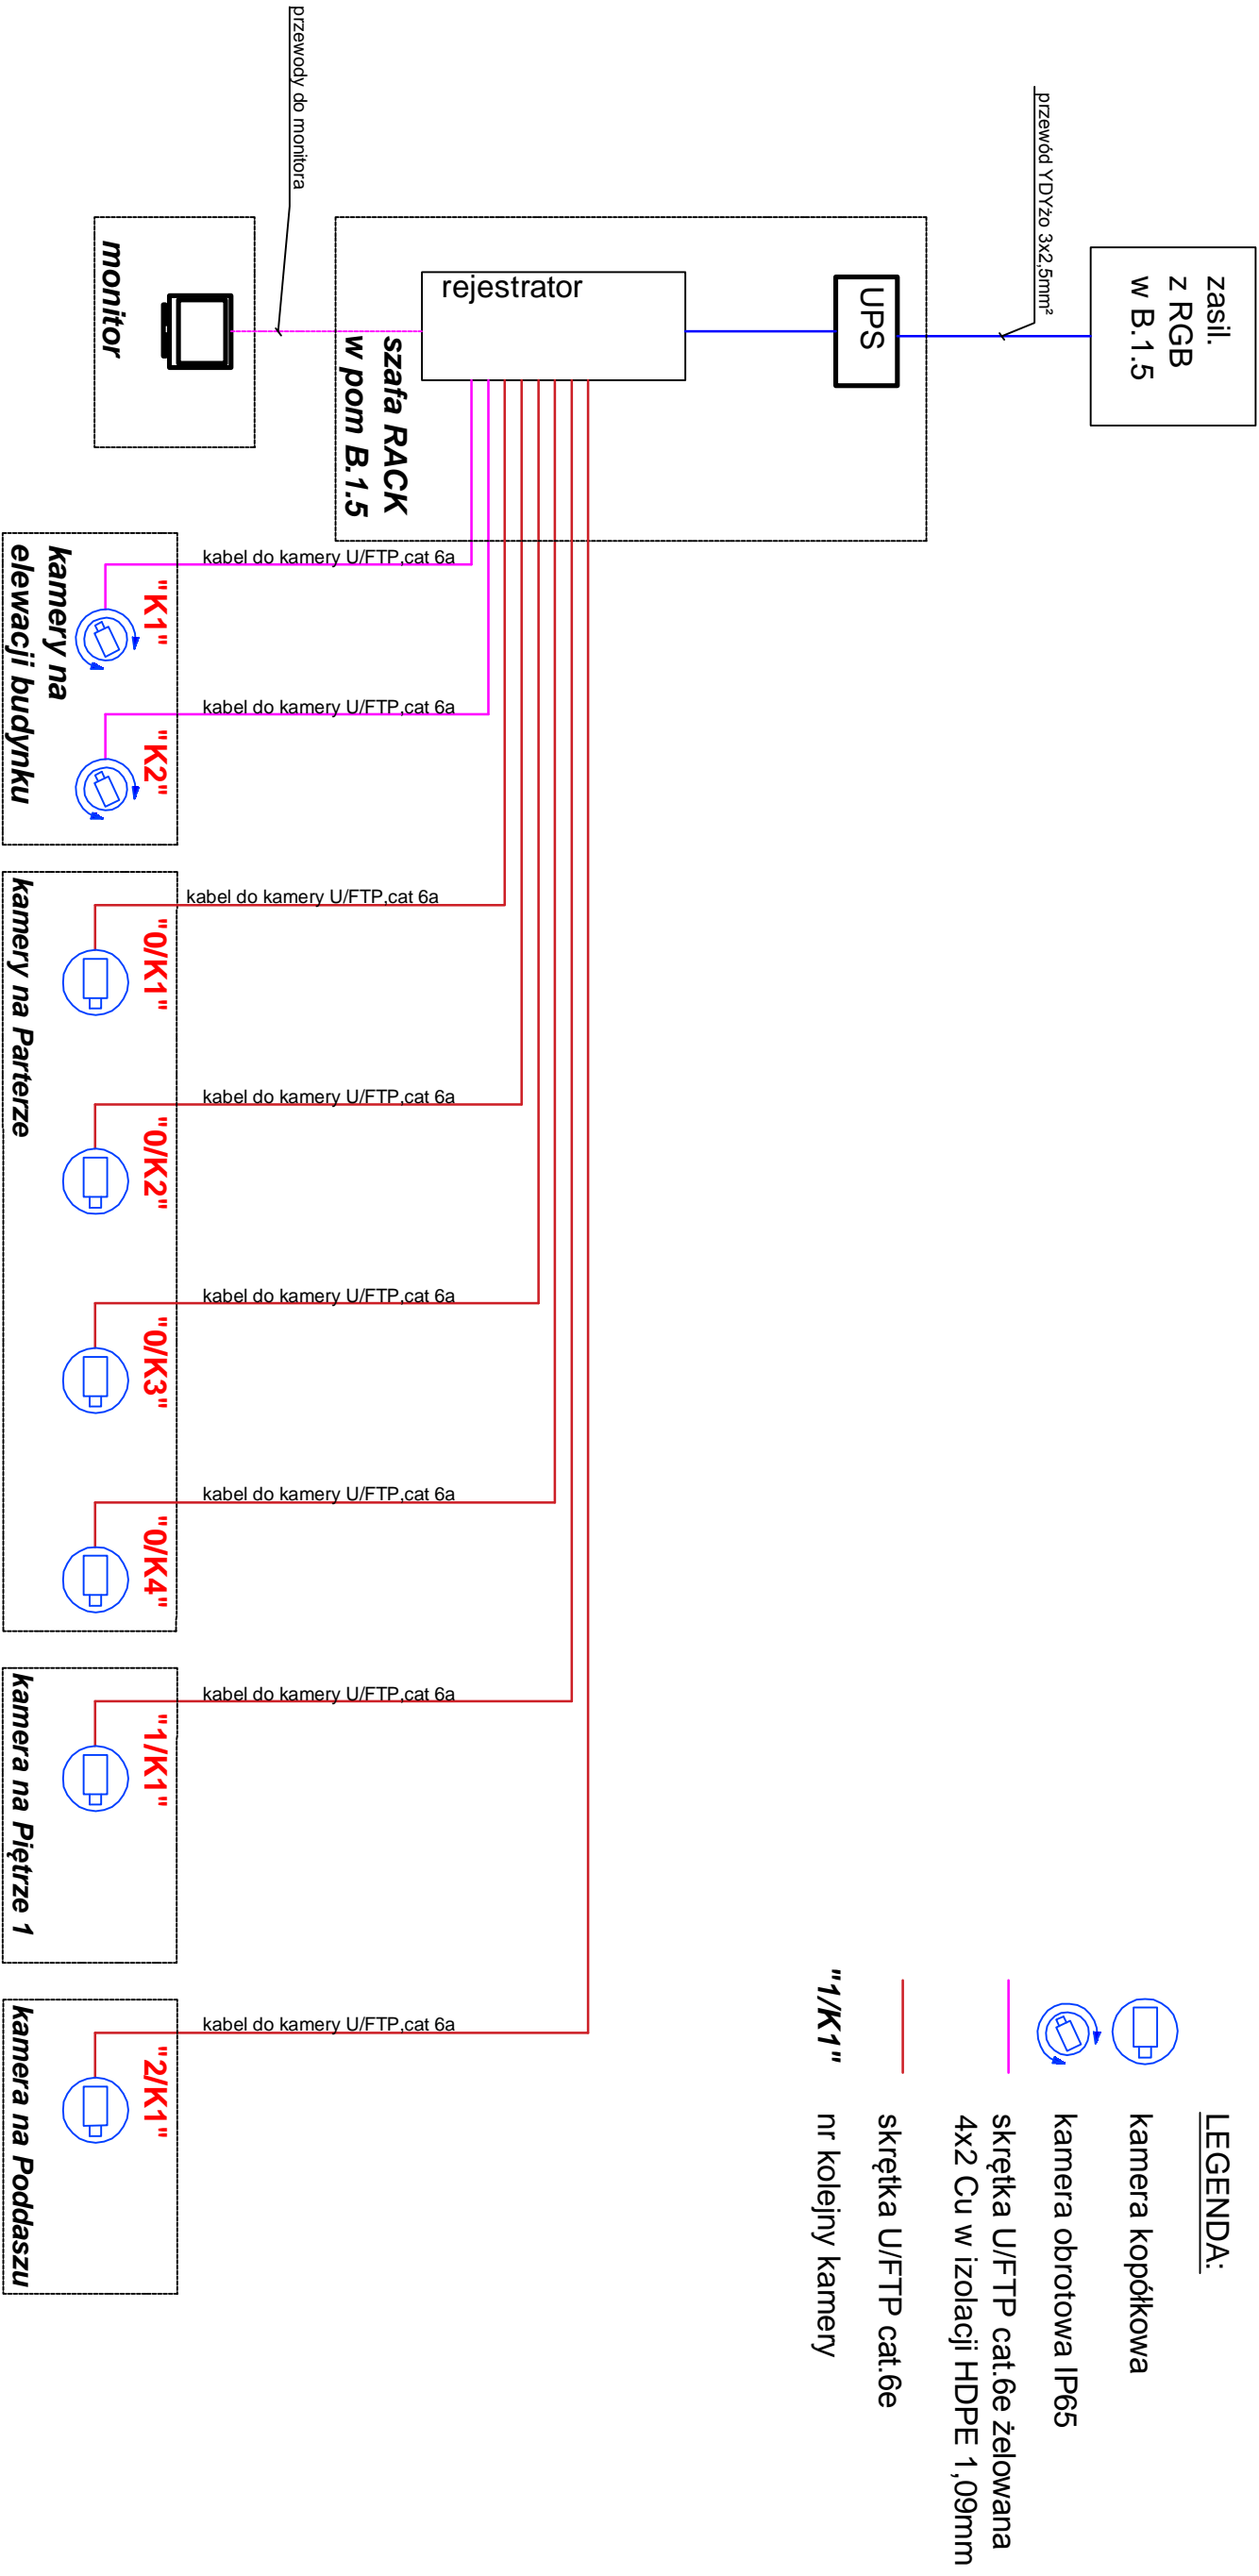 zasil.
z RGB
w B.1.5
przewód YDYżo 3x2,5mm²
UPS
rejestrator
szafa RACK
w pom B.1.5
przewody do monitora
monitor
kabel do kamery U/FTP,cat 6a
"K1"
kabel do kamery U/FTP,cat 6a
"K2"
kamery na
elewacji budynku
kabel do kamery U/FTP,cat 6a
"0/K1"
kabel do kamery U/FTP,cat 6a
"0/K2"
kabel do kamery U/FTP,cat 6a
"0/K3"
kabel do kamery U/FTP,cat 6a
"0/K4"
kamery na Parterze
kabel do kamery U/FTP,cat 6a
"1/K1"
kamera na Piętrze 1
kabel do kamery U/FTP,cat 6a
"2/K1"
kamera na Poddaszu
LEGENDA:
kamera kopółkowa
kamera obrotowa IP65
skrętka U/FTP cat.6e żelowana
4x2 Cu w izolacji HDPE 1,09mm
skrętka U/FTP cat.6e
"1/K1" nr kolejny kamery